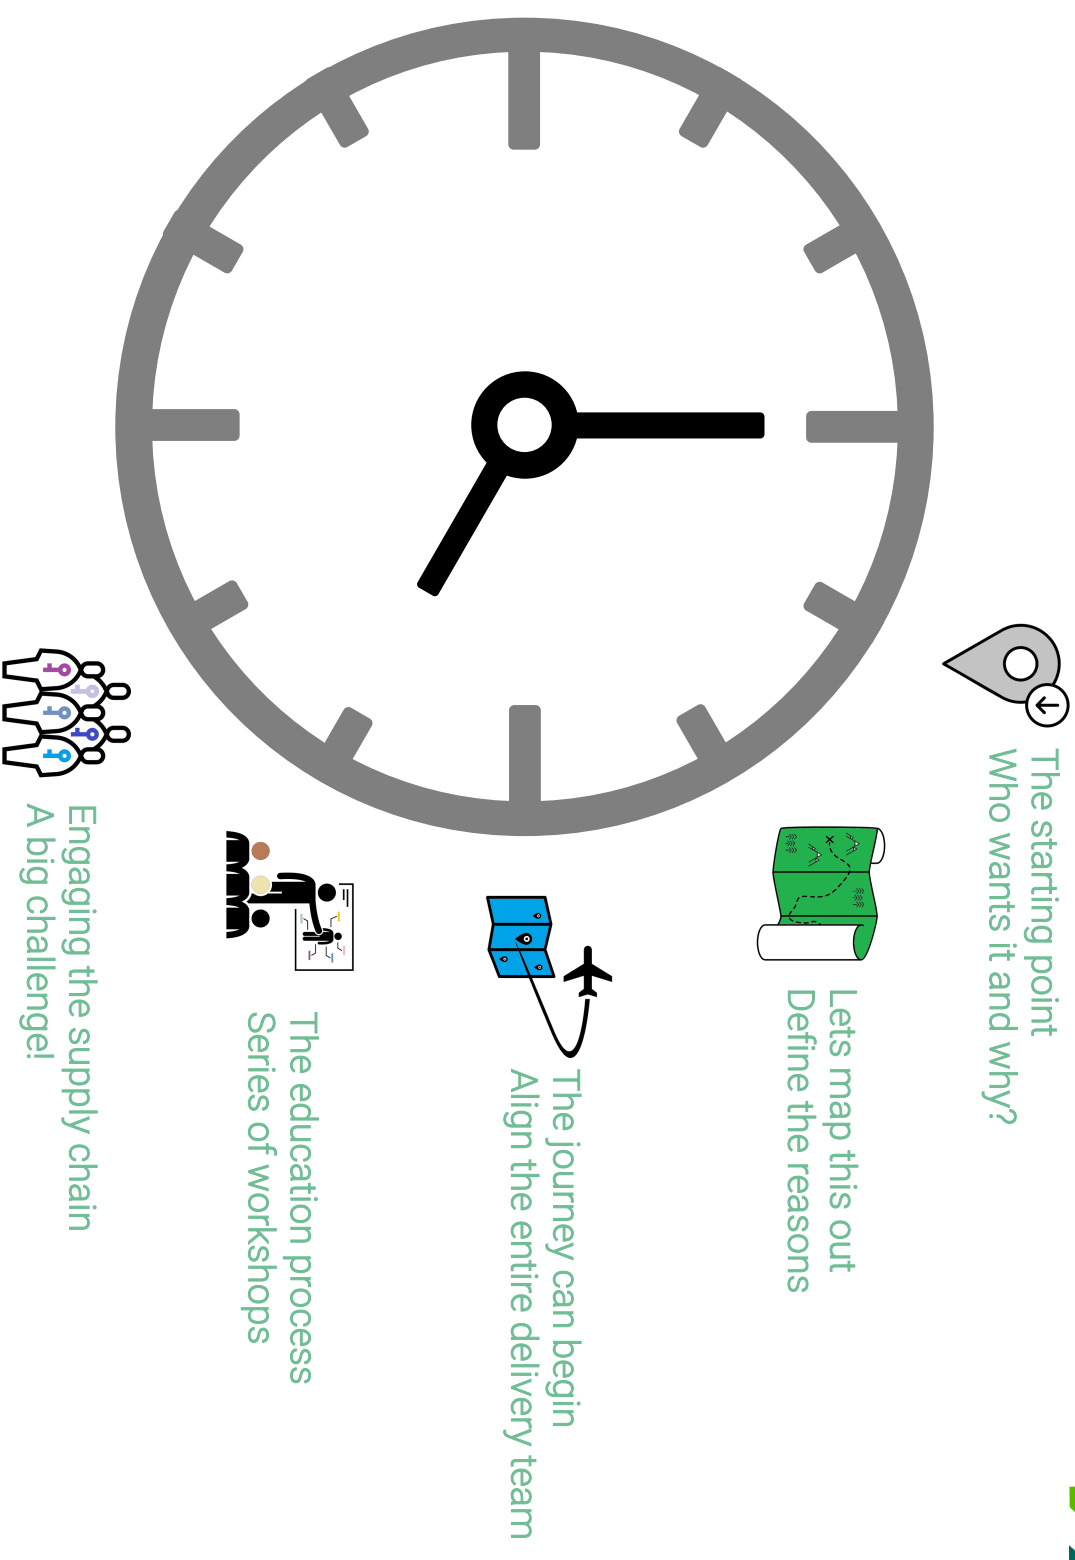 The starting point
Who wants it and why?
Lets map this out
Define the reasons
The journey can begin
Align the entire delivery team
The education process
Series of workshops
Engaging the supply chain
A big challenge!